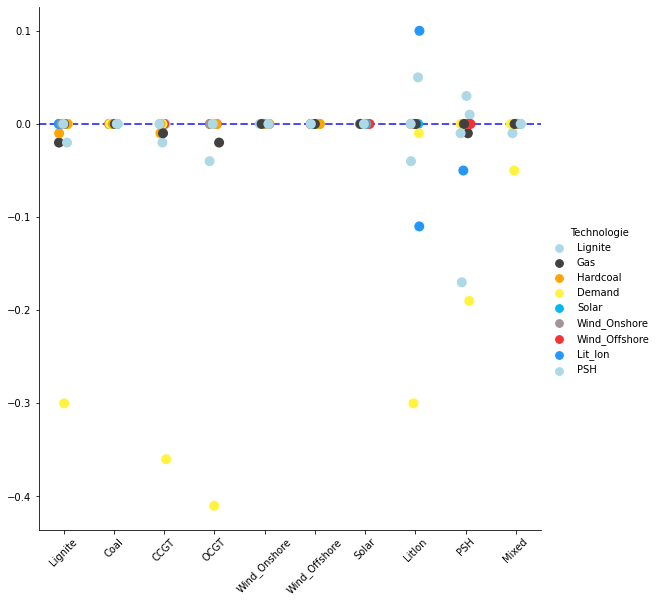 0.1
0.0
−0.1
−0.2
−0.3
−0.4
Lignite
Coal
CCGT
OCGT
Wind_Onshore
Wind_Offshore
Solar
LitIon
PSH
Mixed
Technologie
Lignite
Gas
Hardcoal
Demand
Solar
Wind_Onshore
Wind_Offshore
Lit_Ion
PSH